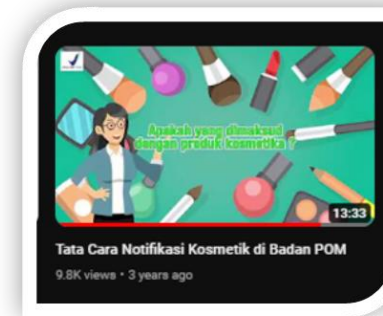 Apakah yang dimaksud
dengan produk kosmetika ?
13:33
Tata Cara Notifikasi Kosmetik di Badan POM
9.8K views • 3 years ago